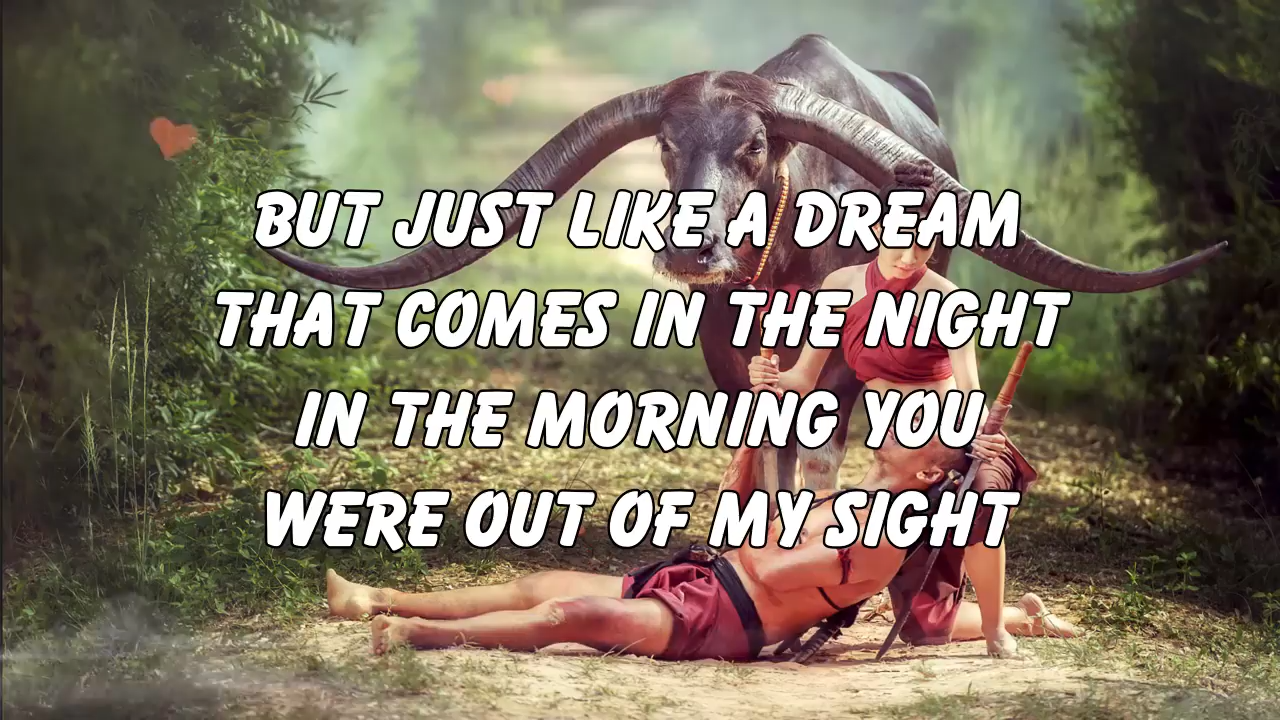 BUT JUST LIKE A DREAM
THAT COMES IN THE NIGHT
IN THE MORNING YOU
WERE OUT OF MY SIGHT